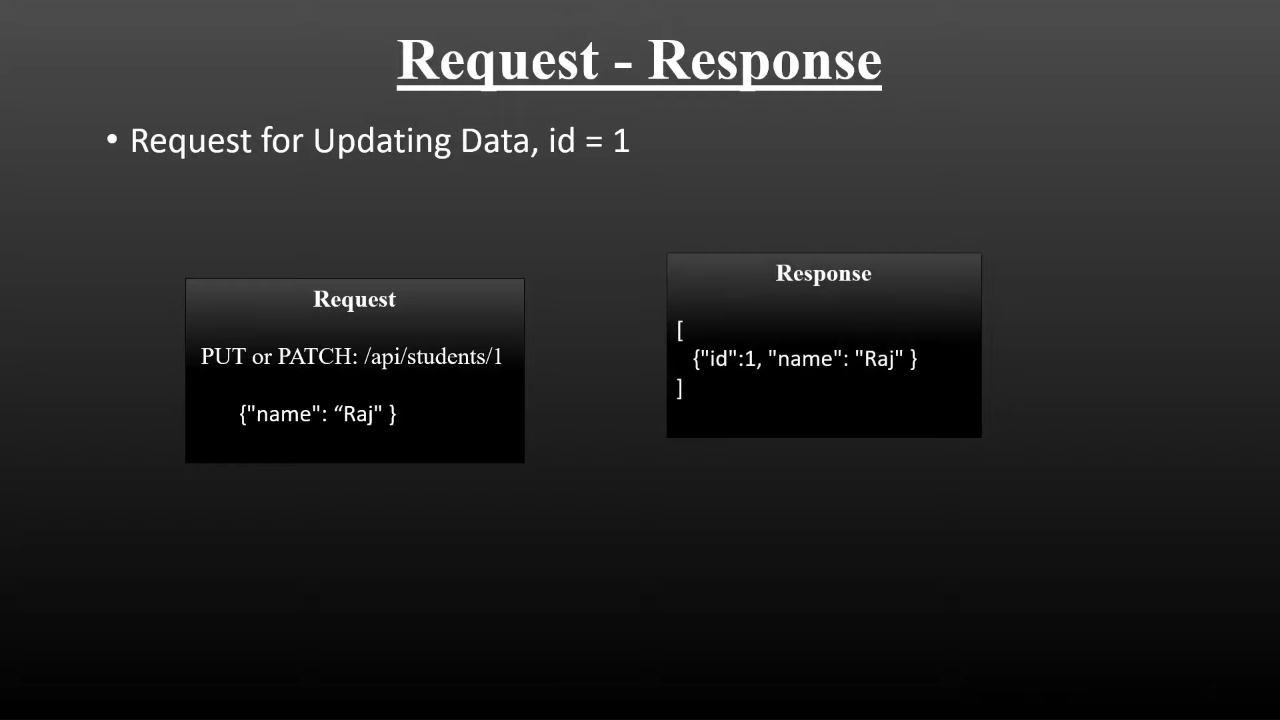 Request - Response
• Request for Updating Data, id = 1
Request
PUT or PATCH: /api/students/1
{"name": “Raj" }
Response
[
{"id":1, "name": "Raj" }
]